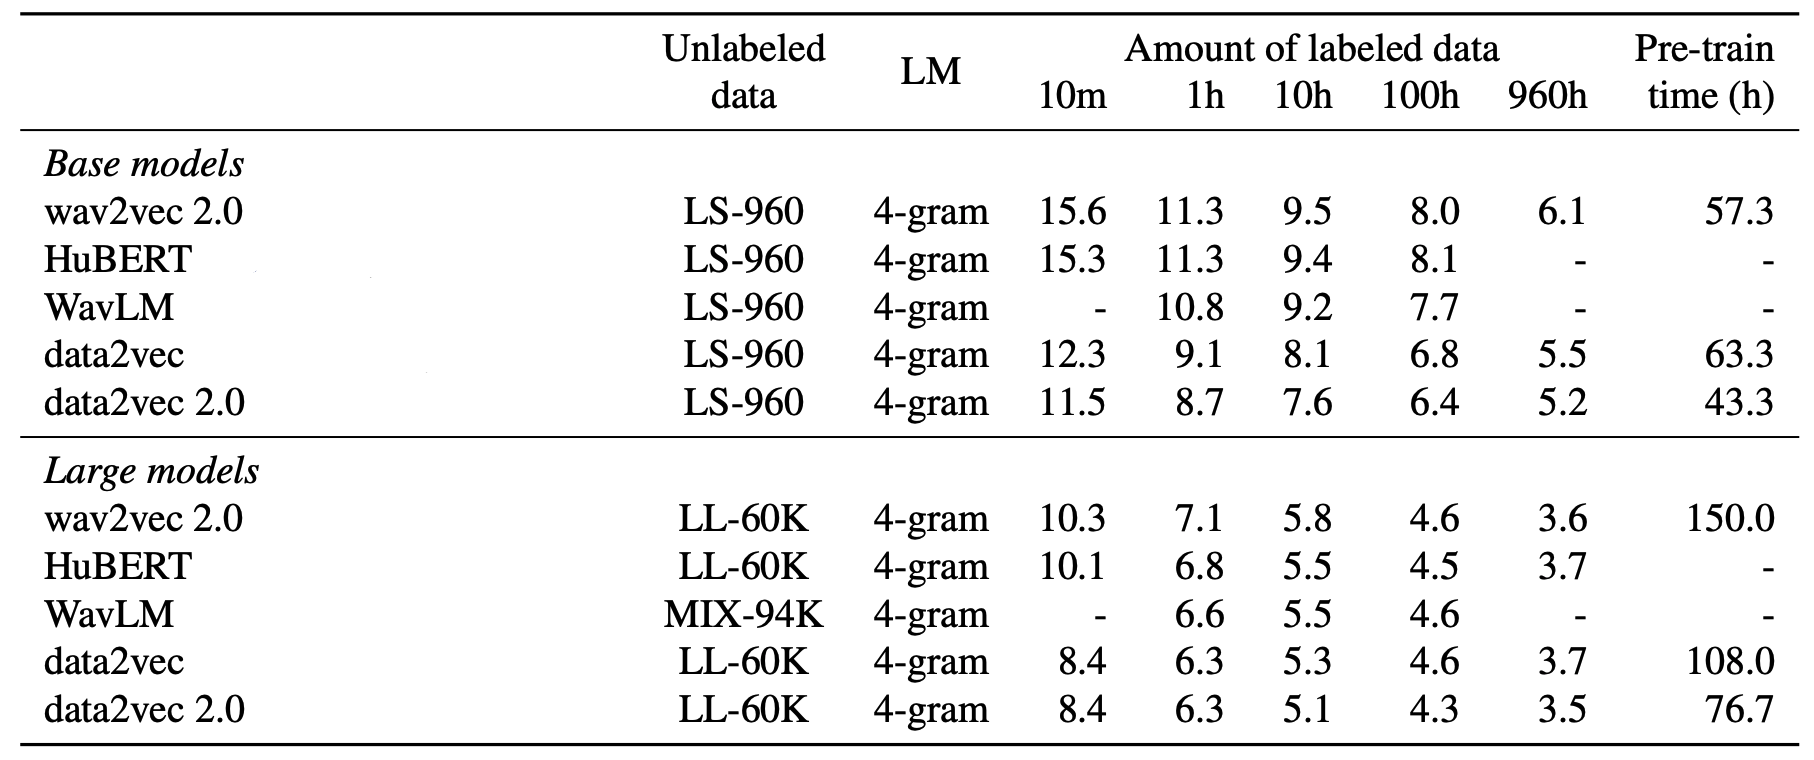 Unlabeled data LM Amount of labeled data Pre-train time (h)
10m 1h 10h 100h 960h
Base models
wav2vec 2.0 LS-960 4-gram 15.6 11.3 9.5 8.0 6.1 57.3
HuBERT LS-960 4-gram 15.3 11.3 9.4 8.1 - -
WavLM LS-960 4-gram - 10.8 9.2 7.7 - -
data2vec LS-960 4-gram 12.3 9.1 8.1 6.8 5.5 63.3
data2vec 2.0 LS-960 4-gram 11.5 8.7 7.6 6.4 5.2 43.3
Large models
wav2vec 2.0 LL-60K 4-gram 10.3 7.1 5.8 4.6 3.6 150.0
HuBERT LL-60K 4-gram 10.1 6.8 5.5 4.5 3.7 -
WavLM MIX-94K 4-gram - 6.6 5.5 4.6 - -
data2vec LL-60K 4-gram 8.4 6.3 5.3 4.6 3.7 108.0
data2vec 2.0 LL-60K 4-gram 8.4 6.3 5.1 4.3 3.5 76.7